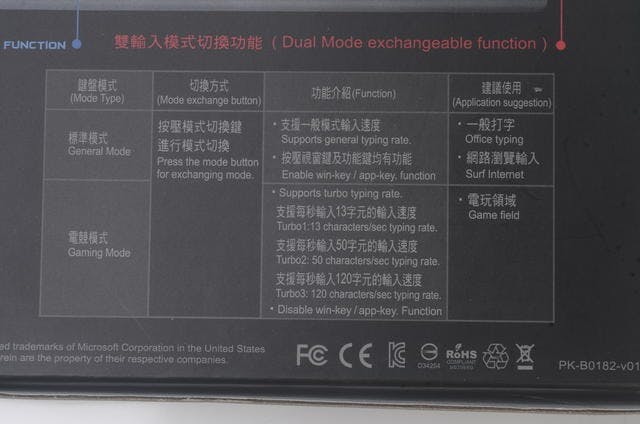 FUNCTION
雙輸入模式切換功能 ( Dual Mode exchangeable function )
鍵盤模式
(Mode Type)
切換方式
(Mode exchange button)
功能介紹(Function)
建議使用
(Application suggestion)
標準模式
General Mode
按壓模式切換鍵
進行模式切換
Press the mode button
for exchanging mode.
・支援一般模式輸入速度
Supports general typing rate.
・按壓視窗鍵及功能鍵均有功能
Enable win-key / app-key. function
・一般打字
Office typing
・網路瀏覽輸入
Surf Internet
電競模式
Gaming Mode
• Supports turbo typing rate.
支援每秒輸入13字元的輸入速度
Turbo1:13 characters/sec typing rate.
支援每秒輸入50字元的輸入速度
Turbo2: 50 characters/sec typing rate.
支援每秒輸入120字元的輸入速度
Turbo3: 120 characters/sec typing rate.
• Disable win-key / app-key. Function
・電玩領域
Game field
ed trademarks of Microsoft Corporation in the United States
rein are the property of their respective companies.
FC CE
D34254
RoHS
COMPLIANT
PK-B0182-v01